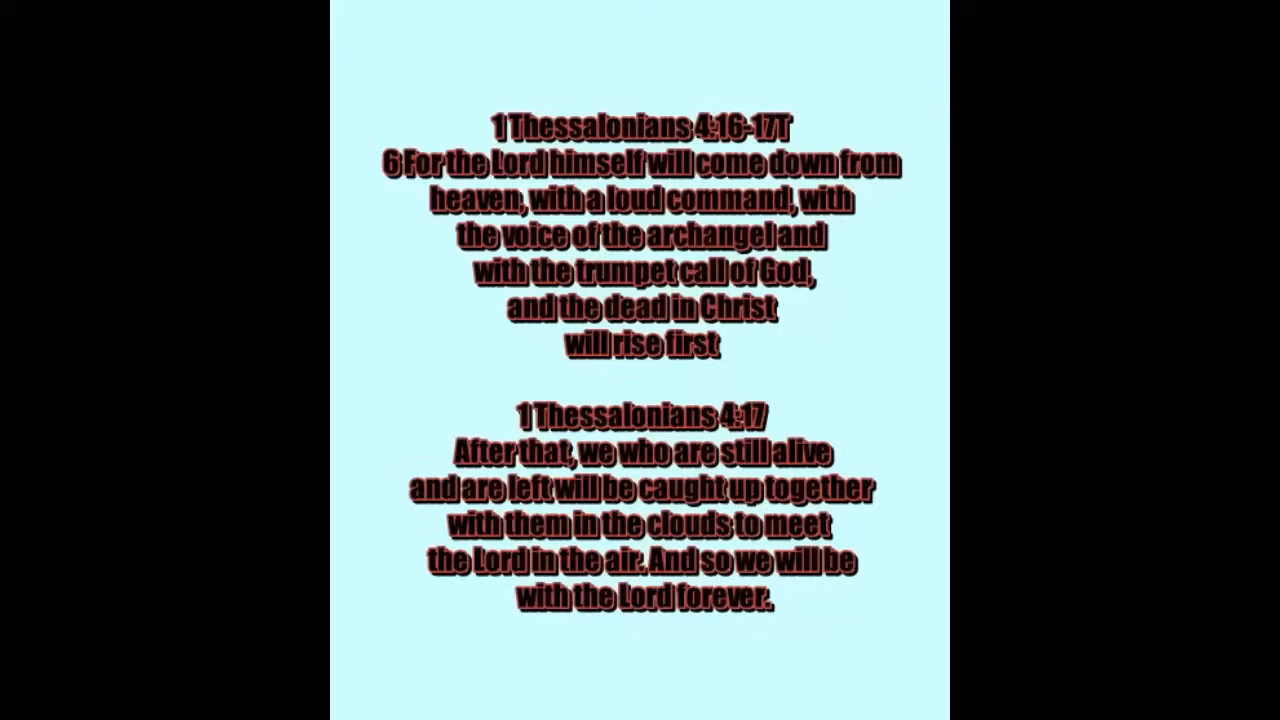 1 Thessalonians 4:16-17T
6 For the Lord himself will come down from
heaven, with a loud command, with
the voice of the archangel and
with the trumpet call of God,
and the dead in Christ
will rise first
1 Thessalonians 4:17
After that, we who are still alive
and are left will be caught up together
with them in the clouds to meet
the Lord in the air. And so we will be
with the Lord forever.